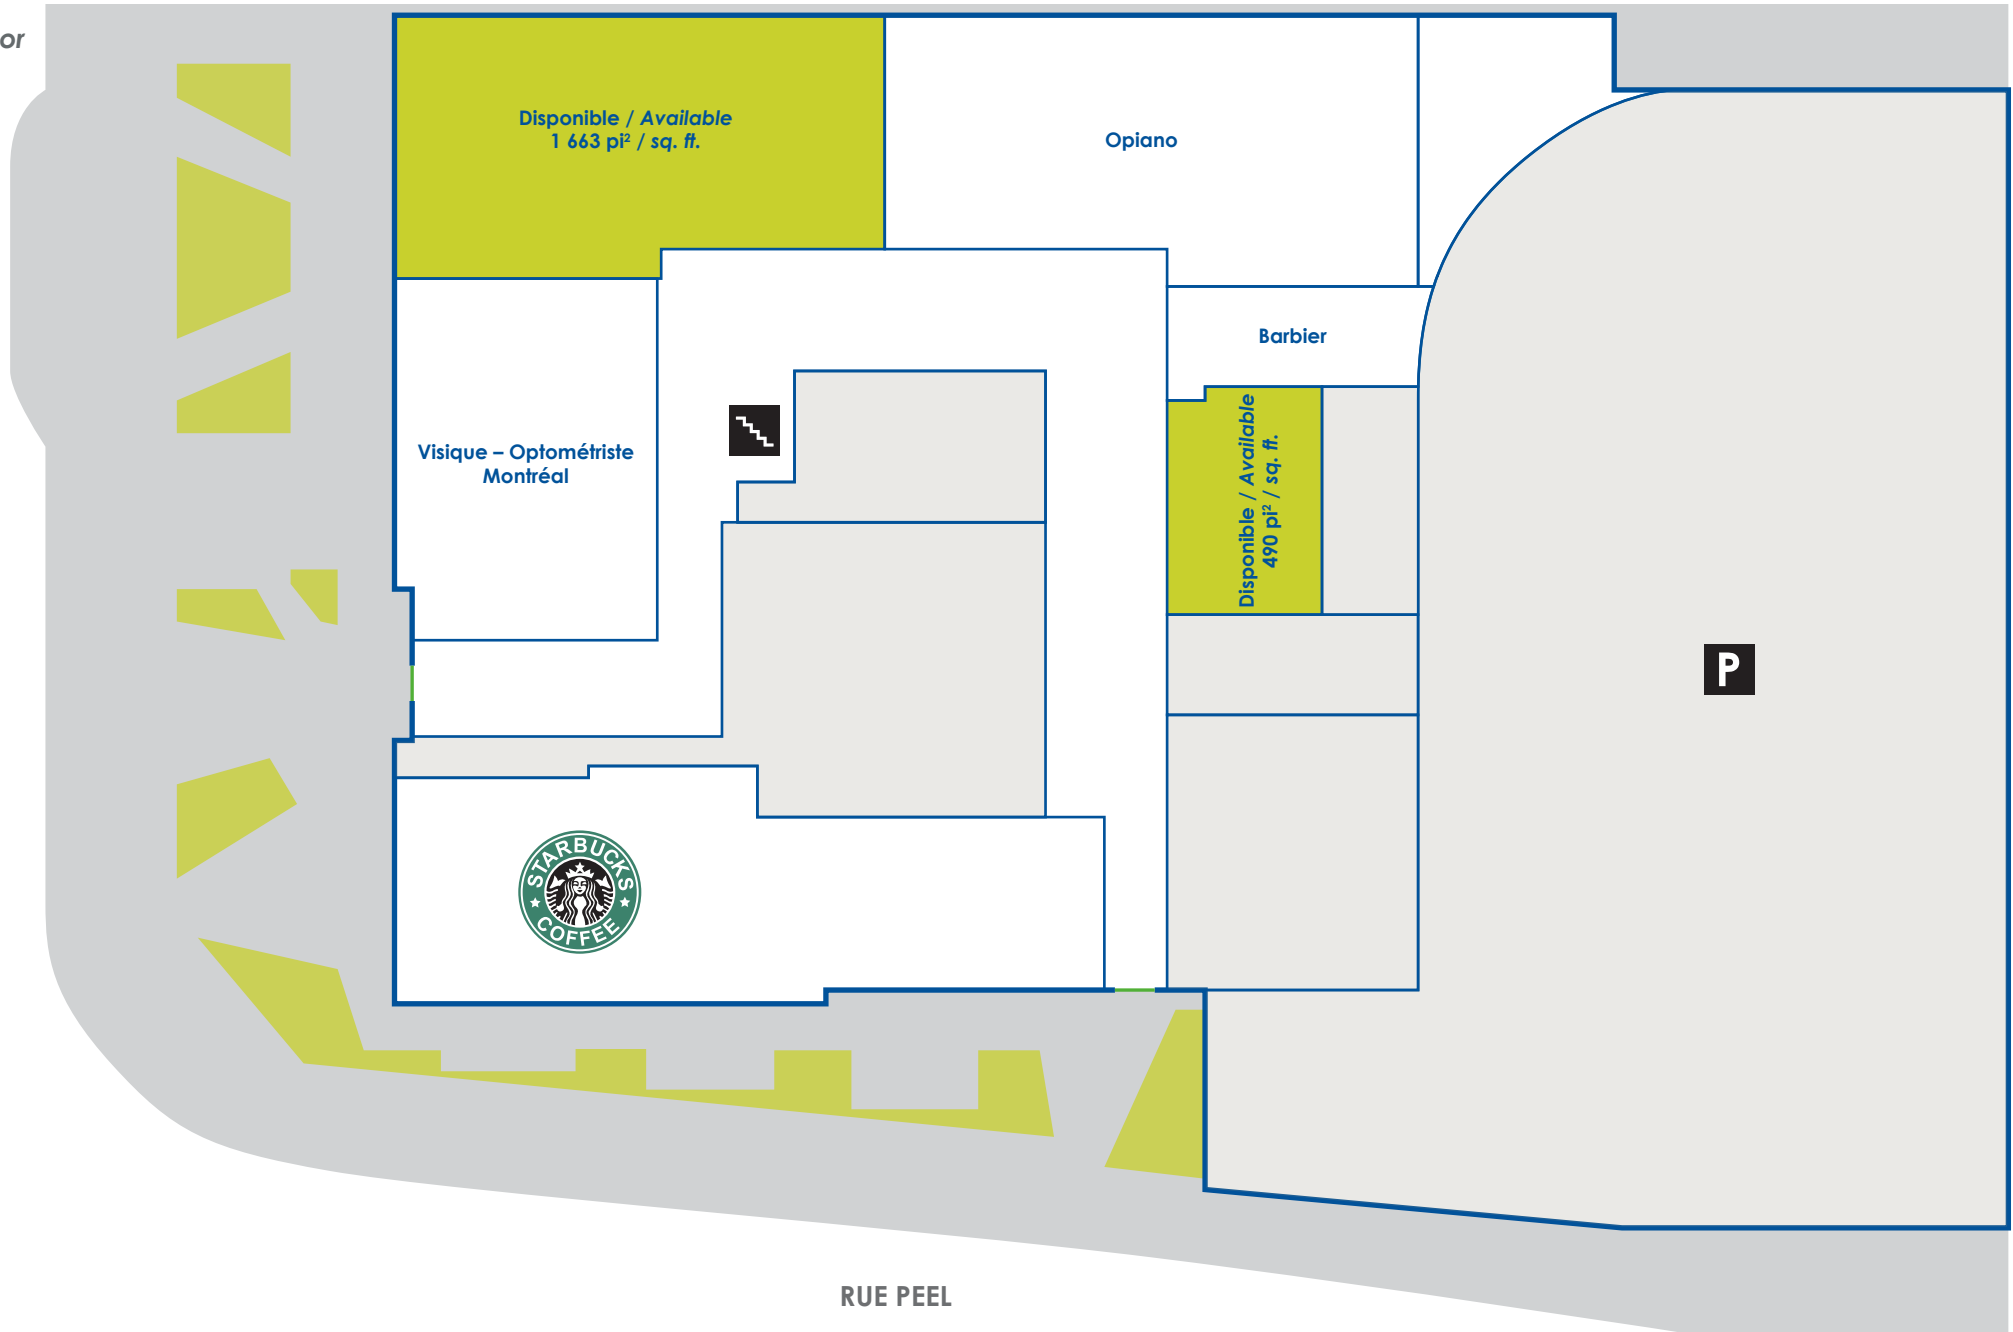 or
Disponible / Available
1 663 pi² / sq. ft.
Opiano
Barbier
Visique – Optométriste
Montréal
Disponible / Available
490 pi² / sq. ft.
P
STARBUCKS
COFFEE
RUE PEEL